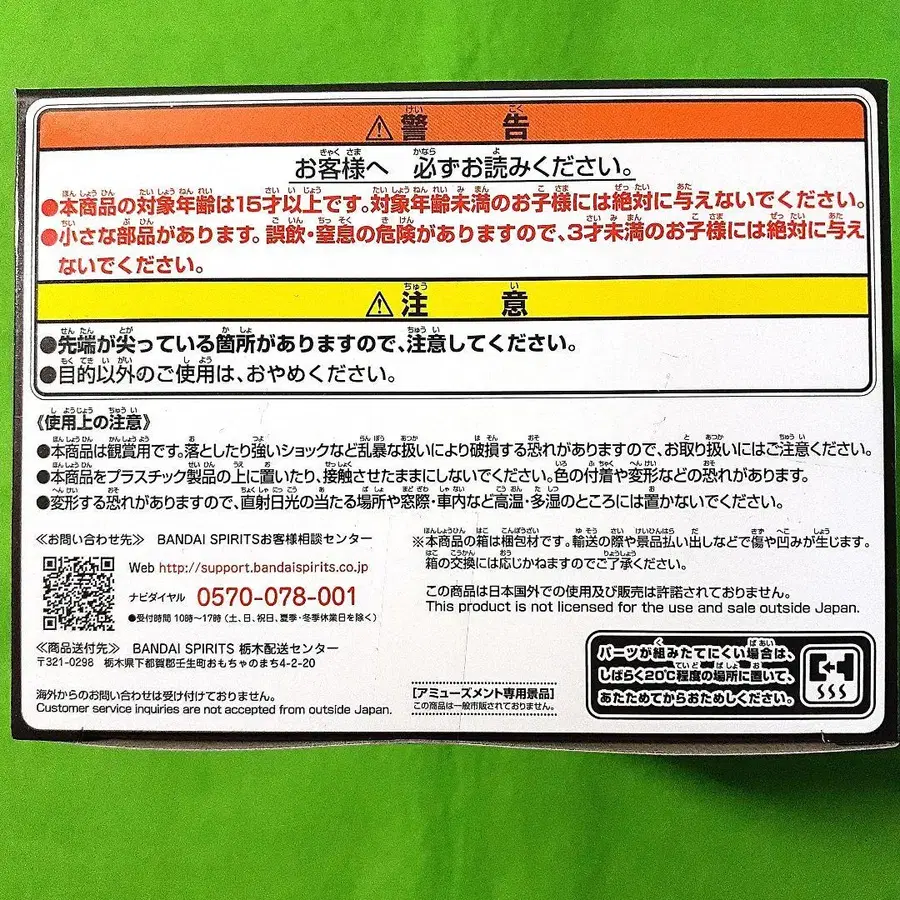 ⚠警告
お客様へ 必ずお読みください。
●本商品の対象年齢は15才以上です。対象年齢未満のお子様には絶対に与えないでください。
●小さな部品があります。誤飲・窒息の危険がありますので、3才未満のお子様には絶対に与え
ないでください。
⚠注意
●先端が尖っている箇所がありますので、注意してください。
●目的以外のご使用は、おやめください。
《使用上の注意》
●本商品は観賞用です。落としたり強いショックなど乱暴な扱いにより破損する恐れがありますので、お取り扱いにはご注意ください。
●本商品をプラスチック製品の上に置いたり、接触させたままにしないでください。色の付着や変形などの恐れがあります。
●変形する恐れがありますので、直射日光の当たる場所や窓際・車内など高温・多湿のところには置かないでください。
≪お問い合わせ先≫ BANDAI SPIRITSお客様相談センター
Web http://support.bandaispirits.co.jp
ナビダイヤル 0570-078-001
●受付時間 10時〜17時 (土、日、祝日、夏季・冬季休業日を除く)
≪商品送付先≫ BANDAI SPIRITS 栃木配送センター
〒321-0298 栃木県下都賀郡壬生町おもちゃのまち4-2-20
海外からのお問い合わせは受け付けておりません。
Customer service inquiries are not accepted from outside Japan.
※本商品の箱は梱包材です。輸送の際や景品払い出しなどで傷や凹みが生じます。
箱の交換には応じかねますのでご了承ください。
この商品は日本国外での使用及び販売は許諾されておりません。
This product is not licensed for the use and sale outside Japan.
[アミューズメント専用景品]
この商品は一般市販されておりません。
パーツが組みたてにくい場合は、
しばらく20℃程度の場所に置いて、
あたためてからおためしください。